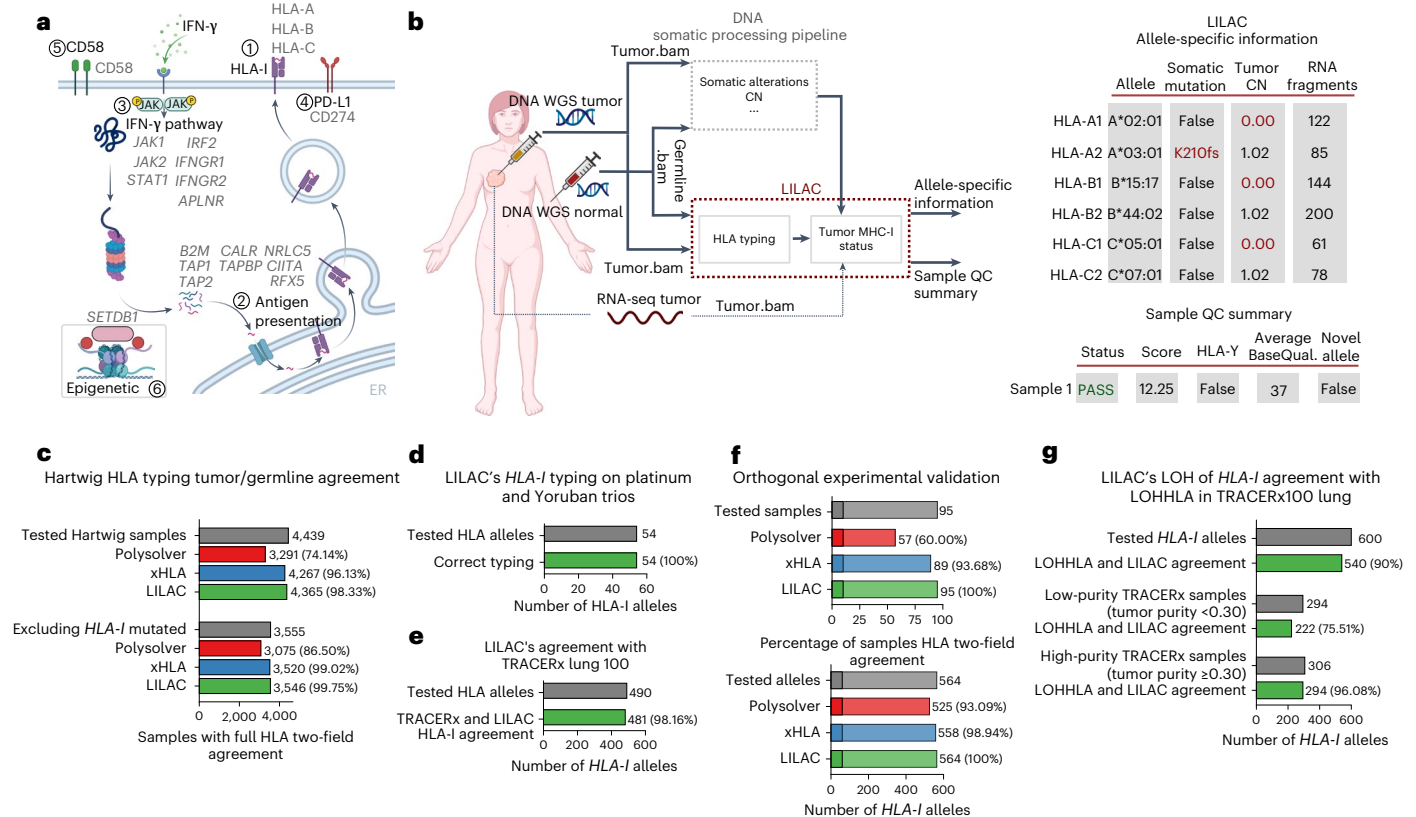 a
IFN-γ
HLA-A
HLA-B
HLA-C
⑤CD58
CD58
①
HLA-I
③
P JAK JAK P
④PD-L1
CD274
IFN-γ pathway
JAK1 IRF2
JAK2 IFNGR1
STAT1 IFNGR2
APLNR
B2M CALR NRLC5
TAP1 TAPBP CIITA
TAP2 RFX5
② Antigen
presentation
SETDB1
Epigenetic ⑥
ER
b
DNA
somatic processing pipeline
Tumor.bam
Somatic alterations
CN
...
DNA WGS tumor
Germline
.bam
DNA WGS normal
LILAC
HLA typing
Tumor MHC-I
status
Tumor.bam
RNA-seq tumor
Tumor.bam
Allele-specific
information
Sample QC
summary
LILAC
Allele-specific information
Allele Somatic mutation Tumor CN RNA fragments
HLA-A1 A*02:01 False 0.00 122
HLA-A2 A*03:01 K210fs 1.02 85
HLA-B1 B*15:17 False 0.00 144
HLA-B2 B*44:02 False 1.02 200
HLA-C1 C*05:01 False 0.00 61
HLA-C2 C*07:01 False 1.02 78
Sample QC summary
Status Score HLA-Y Average BaseQual. Novel allele
Sample 1 PASS 12.25 False 37 False
c
Hartwig HLA typing tumor/germline agreement
Tested Hartwig samples 4,439
Polysolver 3,291 (74.14%)
xHLA 4,267 (96.13%)
LILAC 4,365 (98.33%)
Excluding HLA-I mutated 3,555
Polysolver 3,075 (86.50%)
xHLA 3,520 (99.02%)
LILAC 3,546 (99.75%)
0 2,000 4,000
Samples with full HLA two-field
agreement
d
LILAC's HLA-I typing on platinum
and Yoruban trios
Tested HLA alleles 54
Correct typing 54 (100%)
0 20 40 60
Number of HLA-I alleles
e
LILAC's agreement with
TRACERx lung 100
Tested HLA alleles 490
TRACERx and LILAC
HLA-I agreement
481 (98.16%)
0 200 400 600
Number of HLA-I alleles
f
Orthogonal experimental validation
Tested samples 95
Polysolver 57 (60.00%)
xHLA 89 (93.68%)
LILAC 95 (100%)
0 25 50 75 100
Percentage of samples HLA two-field
agreement
Tested alleles 564
Polysolver 525 (93.09%)
xHLA 558 (98.94%)
LILAC 564 (100%)
0 200 400 600
Number of HLA-I alleles
g
LILAC's LOH of HLA-I agreement with
LOHHLA in TRACERx100 lung
Tested HLA-I alleles 600
LOHHLA and LILAC agreement 540 (90%)
Low-purity TRACERx samples
(tumor purity <0.30)
294
LOHHLA and LILAC agreement 222 (75.51%)
High-purity TRACERx samples
(tumor purity ≥0.30)
306
LOHHLA and LILAC agreement 294 (96.08%)
0 200 400 600
Number of HLA-I alleles